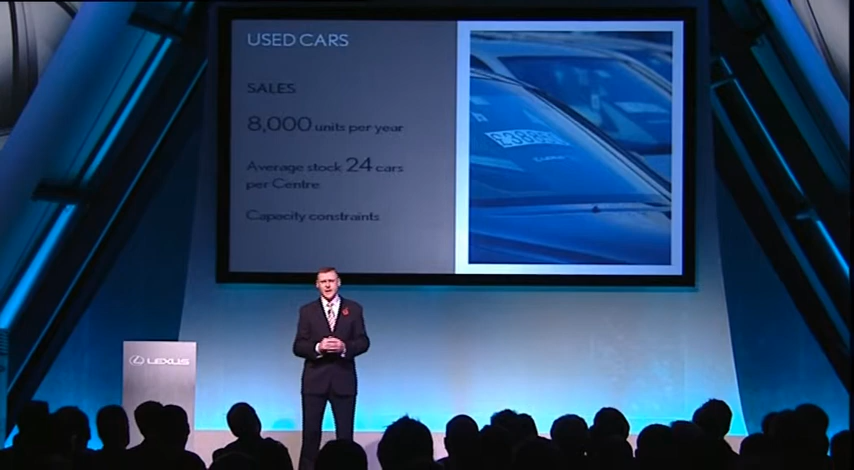 USED CARS
SALES
8,000 units per year
Average stock 24 cars
per Centre
Capacity constraints
LEXUS